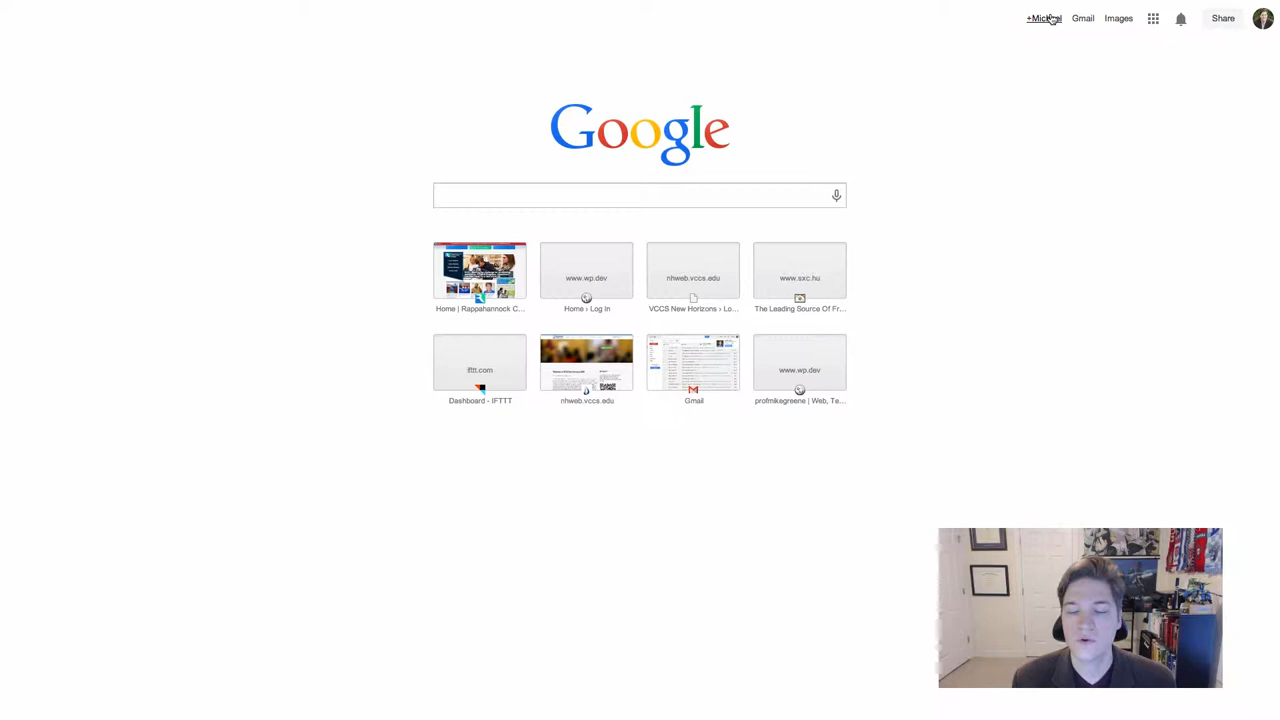 +Michael Gmail Images Share
Google
www.wp.dev nhweb.vccs.edu www.sxc.hu
Home | Rappahannock C... Home › Log In VCCS New Horizons › Lo... The Leading Source Of Fr...
ifttt.com www.wp.dev
Dashboard - IFTTT nhweb.vccs.edu Gmail profmikegreene | Web, Te...